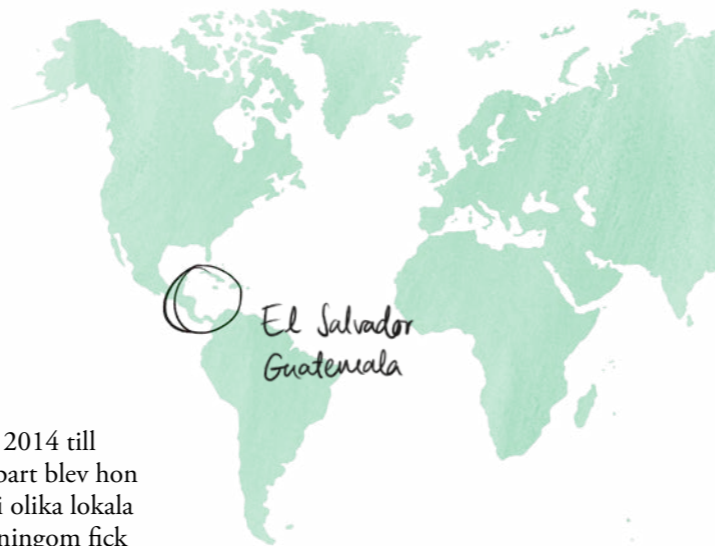 El Salvador
Guatemala
2014 till
part blev hon
i olika lokala
ningom fick